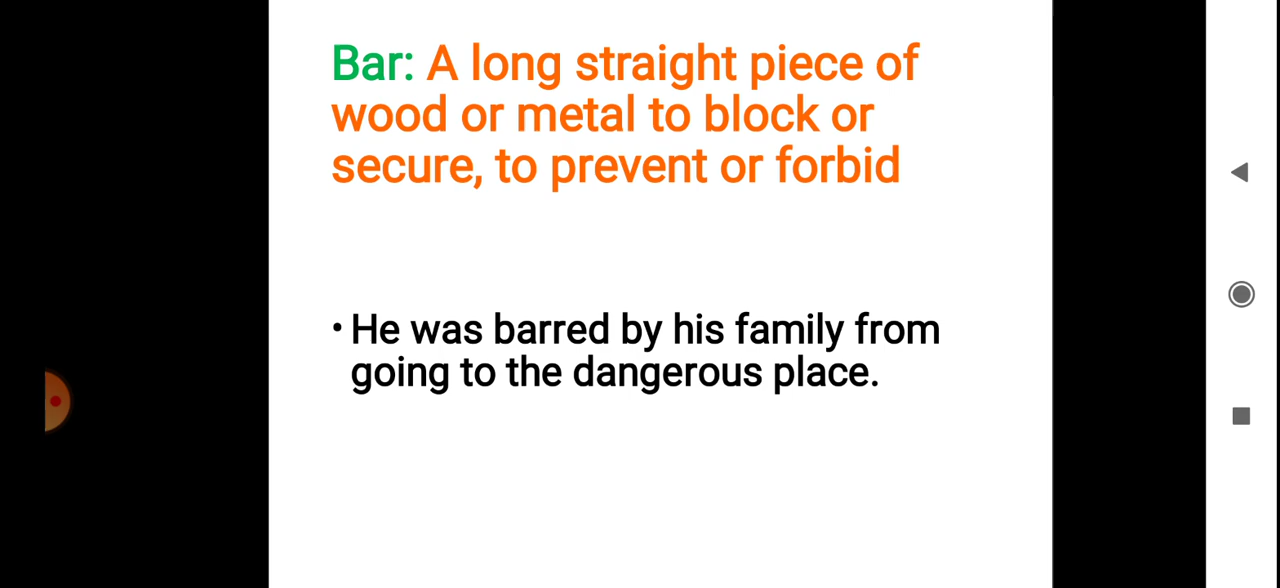 Bar: A long straight piece of
wood or metal to block or
secure, to prevent or forbid
• He was barred by his family from
going to the dangerous place.